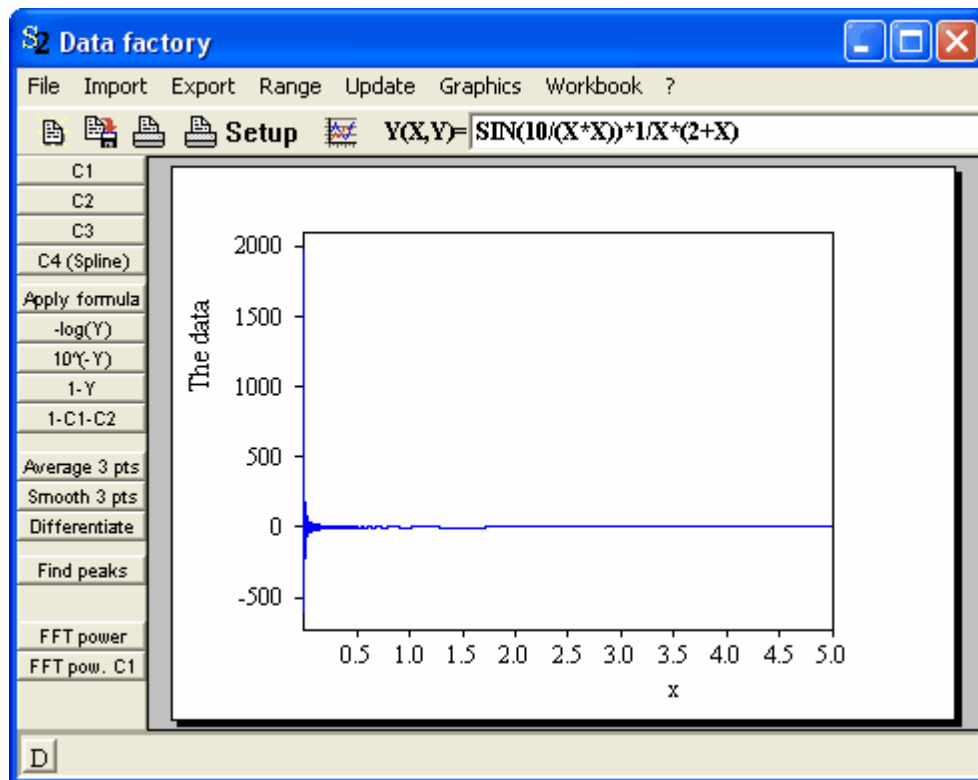 S2 Data factory
File Import Export Range Update Graphics Workbook ?
Setup Y(X,Y)= SIN(10/(X*X))*1/X*(2+X)
C1
C2
C3
C4 (Spline)
Apply formula
-log(Y)
10^(-Y)
1-Y
1-C1-C2
Average 3 pts
Smooth 3 pts
Differentiate
Find peaks
FFT power
FFT pow. C1
The data
2000
1500
1000
500
0
-500
0.5 1.0 1.5 2.0 2.5 3.0 3.5 4.0 4.5 5.0
x
D